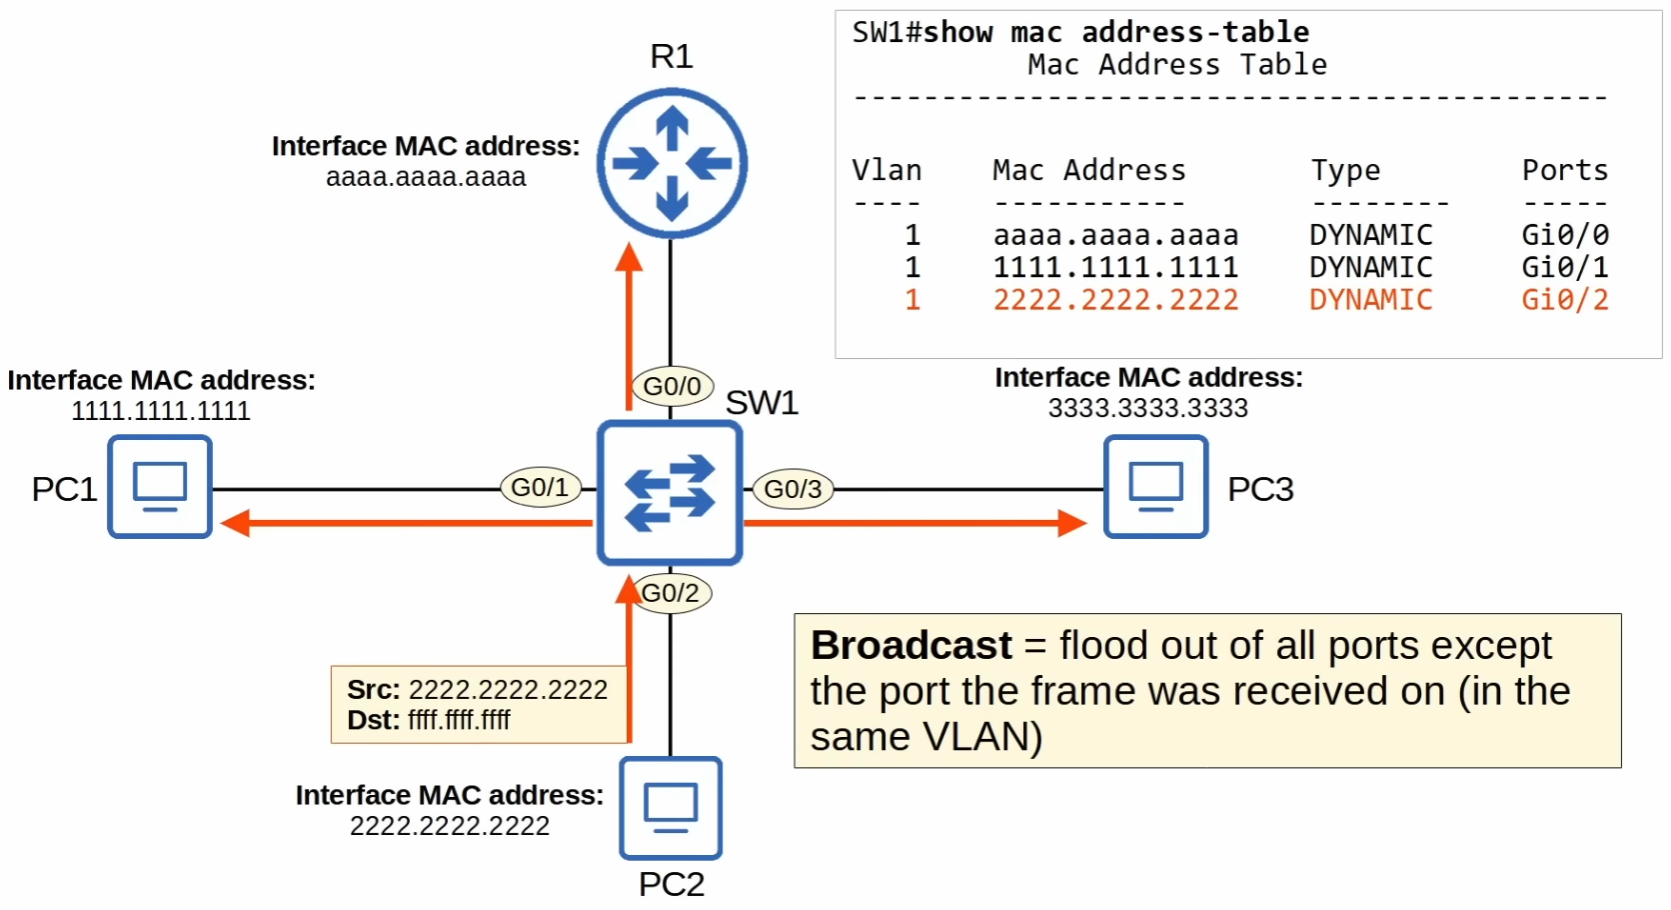 R1
Interface MAC address:
aaaa.aaaa.aaaa
SW1#show mac address-table
Mac Address Table
-------------------------------------------
Vlan Mac Address Type Ports
---- ----------- -------- -----
1 aaaa.aaaa.aaaa DYNAMIC Gi0/0
1 1111.1111.1111 DYNAMIC Gi0/1
1 2222.2222.2222 DYNAMIC Gi0/2
Interface MAC address:
1111.1111.1111
PC1
G0/0
SW1
G0/1
G0/3
G0/2
Interface MAC address:
3333.3333.3333
PC3
Src: 2222.2222.2222
Dst: ffff.ffff.ffff
Interface MAC address:
2222.2222.2222
PC2
Broadcast = flood out of all ports except
the port the frame was received on (in the
same VLAN)